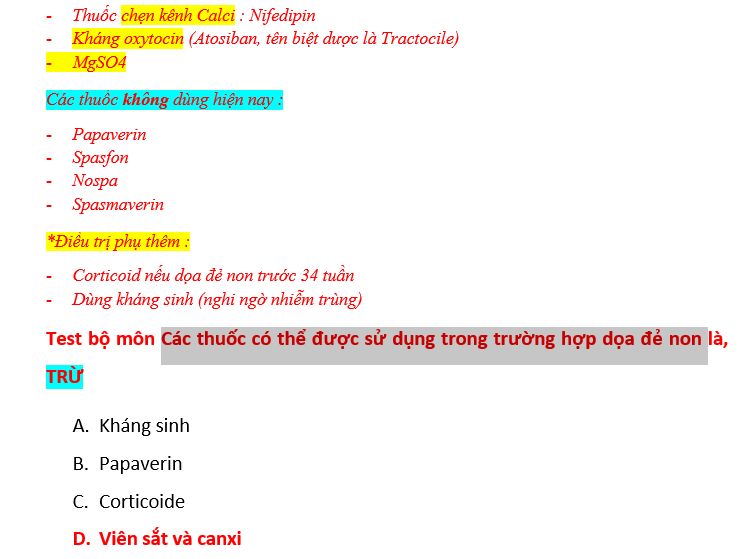 - Thuốc chẹn kênh Calci : Nifedipin
- Kháng oxytocin (Atosiban, tên biệt dược là Tractocile)
- MgSO4
Các thuốc không dùng hiện nay :
- Papaverin
- Spasfon
- Nospa
- Spasmaverin
*Điều trị phụ thêm :
- Corticoid nếu dọa đẻ non trước 34 tuần
- Dùng kháng sinh (nghi ngờ nhiễm trùng)
Test bộ môn Các thuốc có thể được sử dụng trong trường hợp dọa đẻ non là,
TRỪ
A. Kháng sinh
B. Papaverin
C. Corticoide
D. Viên sắt và canxi